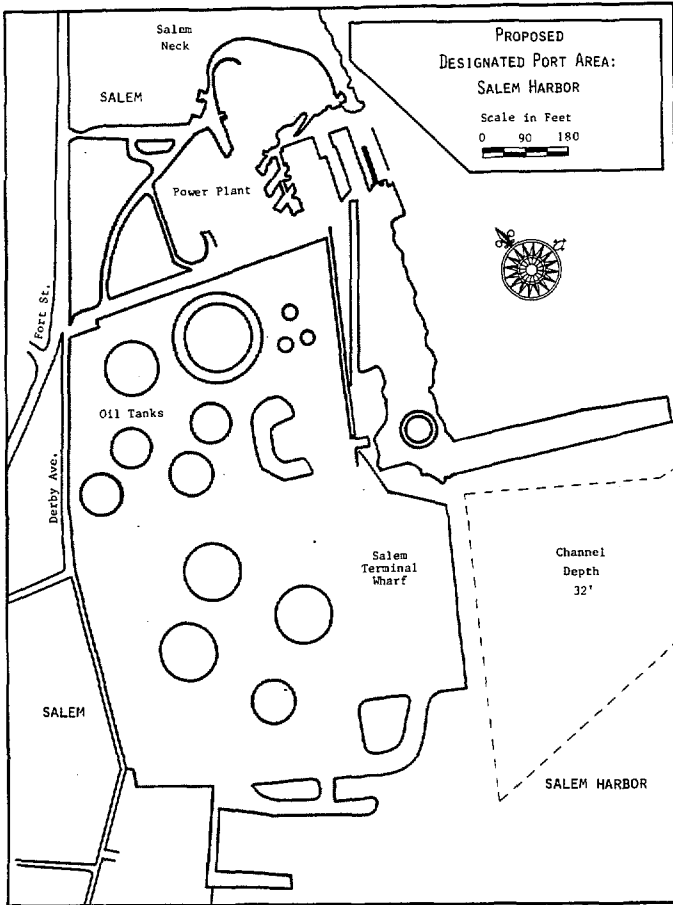 PROPOSED
DESIGNATED PORT AREA:
SALEM HARBOR
Scale in Feet
0 90 180
Salem
Neck
SALEM
Power Plant
Fort St.
Oil Tanks
Derby Ave.
Salem
Terminal
Wharf
Channel
Depth
32'
SALEM
SALEM HARBOR